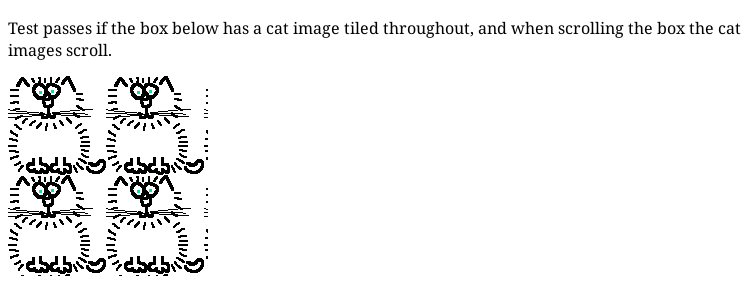 Test passes if the box below has a cat image tiled throughout, and when scrolling the box the cat
images scroll.